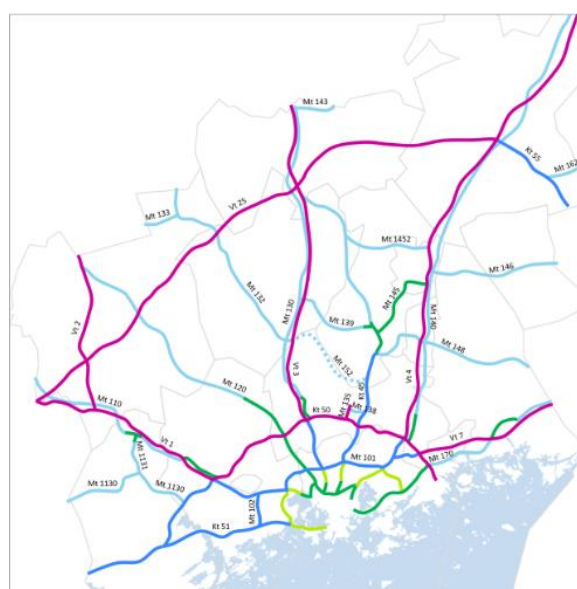 Mt 143
Kt 55
Mt 162
Vt 25
Mt 133
Mt 1452
Mt 146
Mt 132
Mt 130
Mt 145
Mt 139
Mt 140
Vt 2
Mt 152
Mt 148
Vt 3
Kt 45
Vt 4
Mt 120
Mt 110
Mt 135
Mt 138
Kt 50
Vt 1
Vt 7
Mt 101
Mt 170
Mt 1131
Mt 1130
Mt 1130
Mt 102
Kt 51